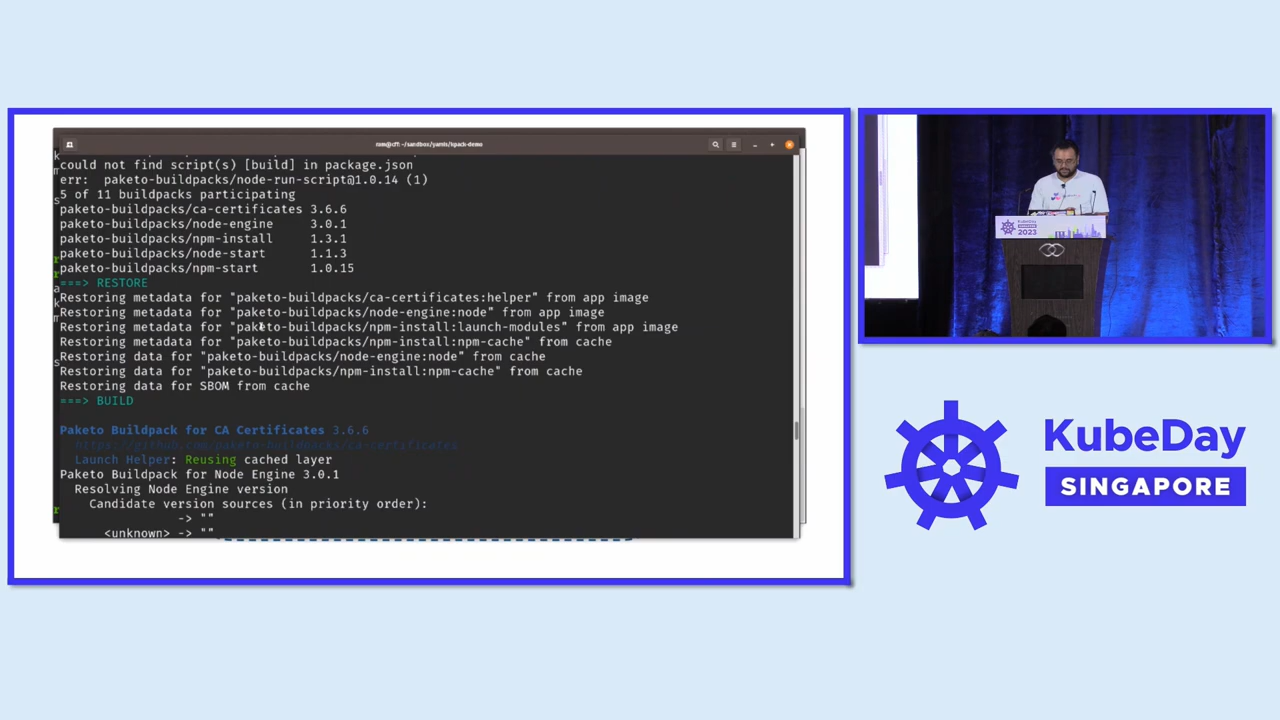 could not find script(s) [build] in package.json
err:  paketo-buildpacks/node-run-script@1.0.14 (1)
5 of 11 buildpacks participating
paketo-buildpacks/ca-certificates 3.6.6
paketo-buildpacks/node-engine     3.0.1
paketo-buildpacks/npm-install     1.3.1
paketo-buildpacks/node-start      1.1.3
paketo-buildpacks/npm-start       1.0.15
===> RESTORE
Restoring metadata for "paketo-buildpacks/ca-certificates:helper" from app image
Restoring metadata for "paketo-buildpacks/node-engine:node" from app image
Restoring metadata for "paketo-buildpacks/npm-install:launch-modules" from app image
Restoring metadata for "paketo-buildpacks/npm-install:npm-cache" from cache
Restoring data for "paketo-buildpacks/node-engine:node" from cache
Restoring data for "paketo-buildpacks/npm-install:npm-cache" from cache
Restoring data for SBOM from cache
===> BUILD
Paketo Buildpack for CA Certificates 3.6.6
https://github.com/paketo-buildpacks/ca-certificates
Launch Helper: Reusing cached layer
Paketo Buildpack for Node Engine 3.0.1
Resolving Node Engine version
Candidate version sources (in priority order):
-> ""
<unknown> -> ""
2023
KubeDay
SINGAPORE